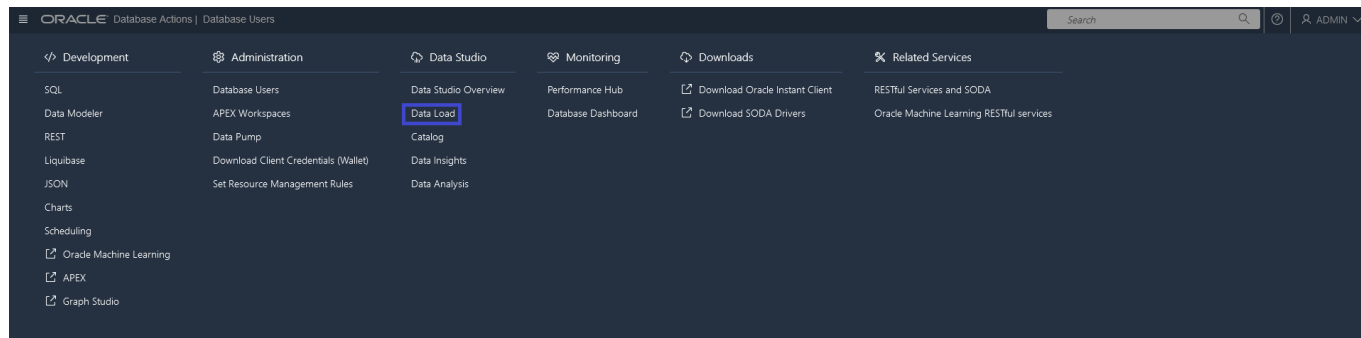 ORACLE Database Actions | Database Users
Search
ADMIN
Development
SQL
Data Modeler
REST
Liquibase
JSON
Charts
Scheduling
Oracle Machine Learning
APEX
Graph Studio
Administration
Database Users
APEX Workspaces
Data Pump
Download Client Credentials (Wallet)
Set Resource Management Rules
Data Studio
Data Studio Overview
Data Load
Catalog
Data Insights
Data Analysis
Monitoring
Performance Hub
Database Dashboard
Downloads
Download Oracle Instant Client
Download SODA Drivers
Related Services
RESTful Services and SODA
Oracle Machine Learning RESTful services